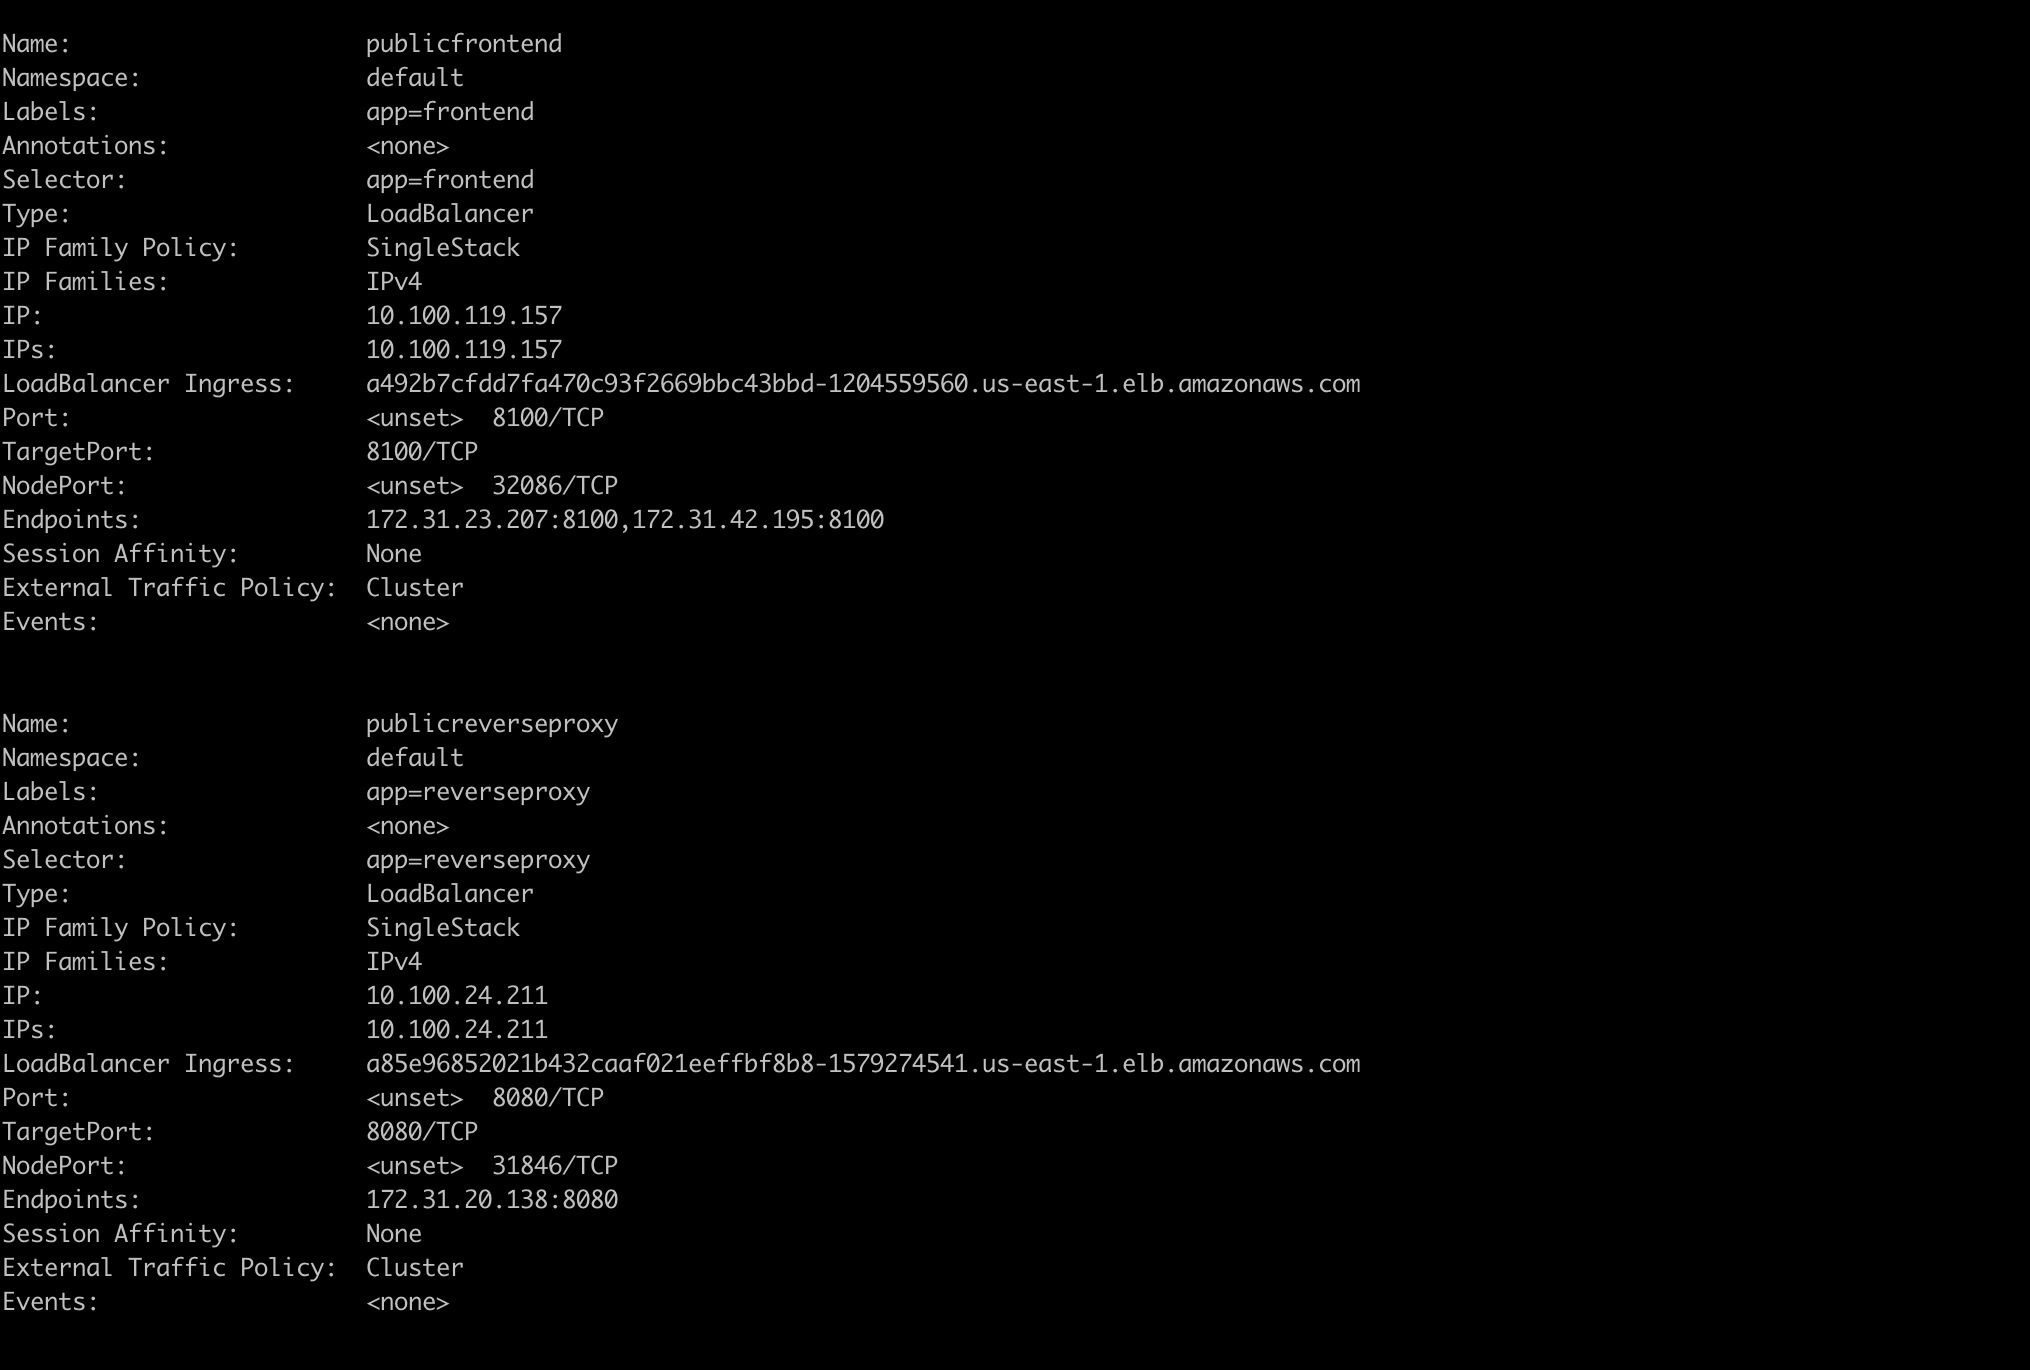 Name:                     publicfrontend
Namespace:                default
Labels:                   app=frontend
Annotations:              <none>
Selector:                 app=frontend
Type:                     LoadBalancer
IP Family Policy:         SingleStack
IP Families:              IPv4
IP:                       10.100.119.157
IPs:                      10.100.119.157
LoadBalancer Ingress:     a492b7cfdd7fa470c93f2669bbc43bbd-1204559560.us-east-1.elb.amazonaws.com
Port:                     <unset>  8100/TCP
TargetPort:               8100/TCP
NodePort:                 <unset>  32086/TCP
Endpoints:                172.31.23.207:8100,172.31.42.195:8100
Session Affinity:         None
External Traffic Policy:  Cluster
Events:                   <none>
Name:                     publicreverseproxy
Namespace:                default
Labels:                   app=reverseproxy
Annotations:              <none>
Selector:                 app=reverseproxy
Type:                     LoadBalancer
IP Family Policy:         SingleStack
IP Families:              IPv4
IP:                       10.100.24.211
IPs:                      10.100.24.211
LoadBalancer Ingress:     a85e96852021b432caaf021eeffbf8b8-1579274541.us-east-1.elb.amazonaws.com
Port:                     <unset>  8080/TCP
TargetPort:               8080/TCP
NodePort:                 <unset>  31846/TCP
Endpoints:                172.31.20.138:8080
Session Affinity:         None
External Traffic Policy:  Cluster
Events:                   <none>